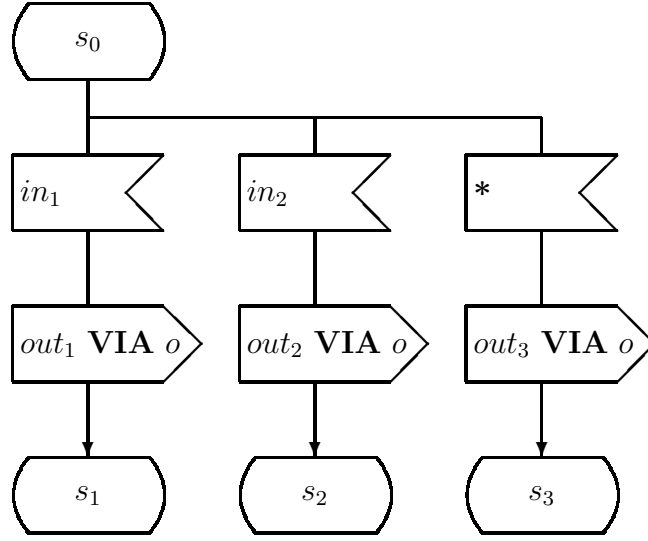 s₀
in₁ in₂ *
out₁ VIA o out₂ VIA o out₃ VIA o
s₁ s₂ s₃